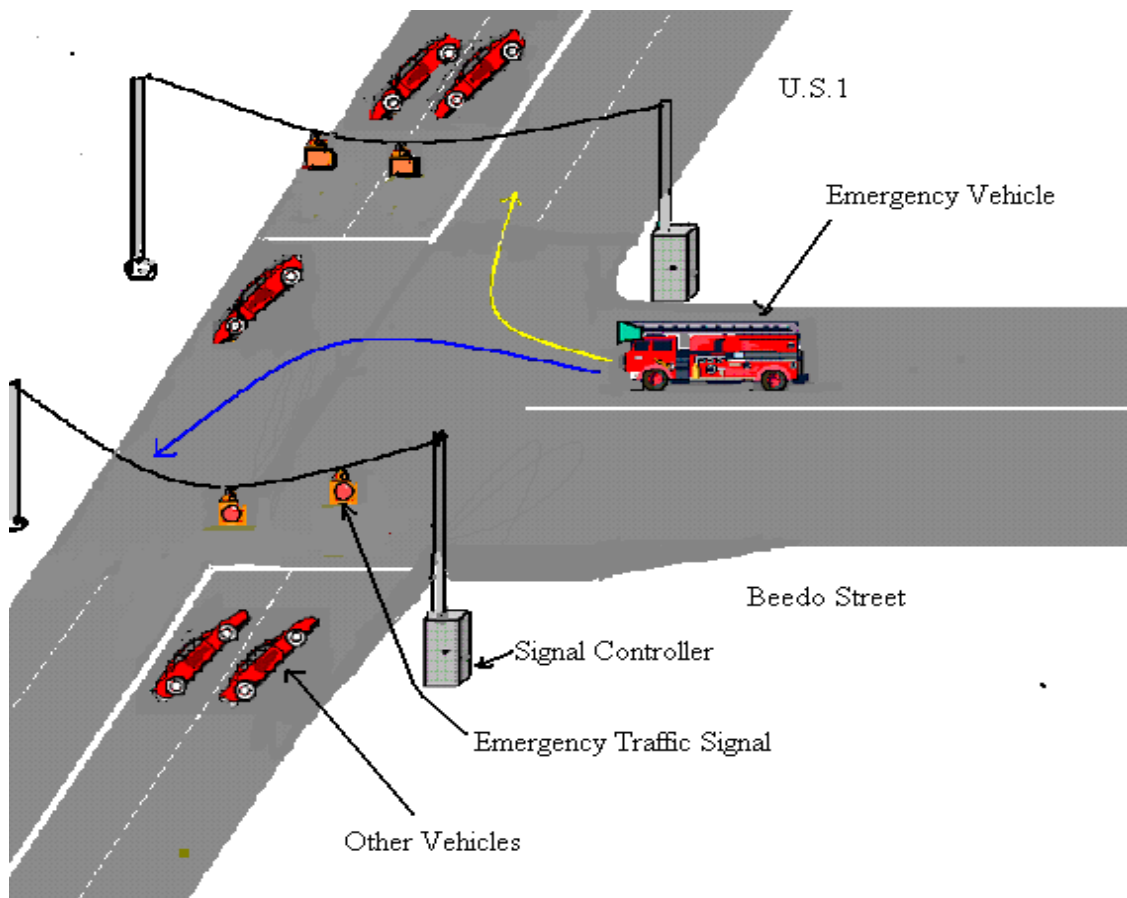 U.S.1
Emergency Vehicle
Beedo Street
Signal Controller
Emergency Traffic Signal
Other Vehicles